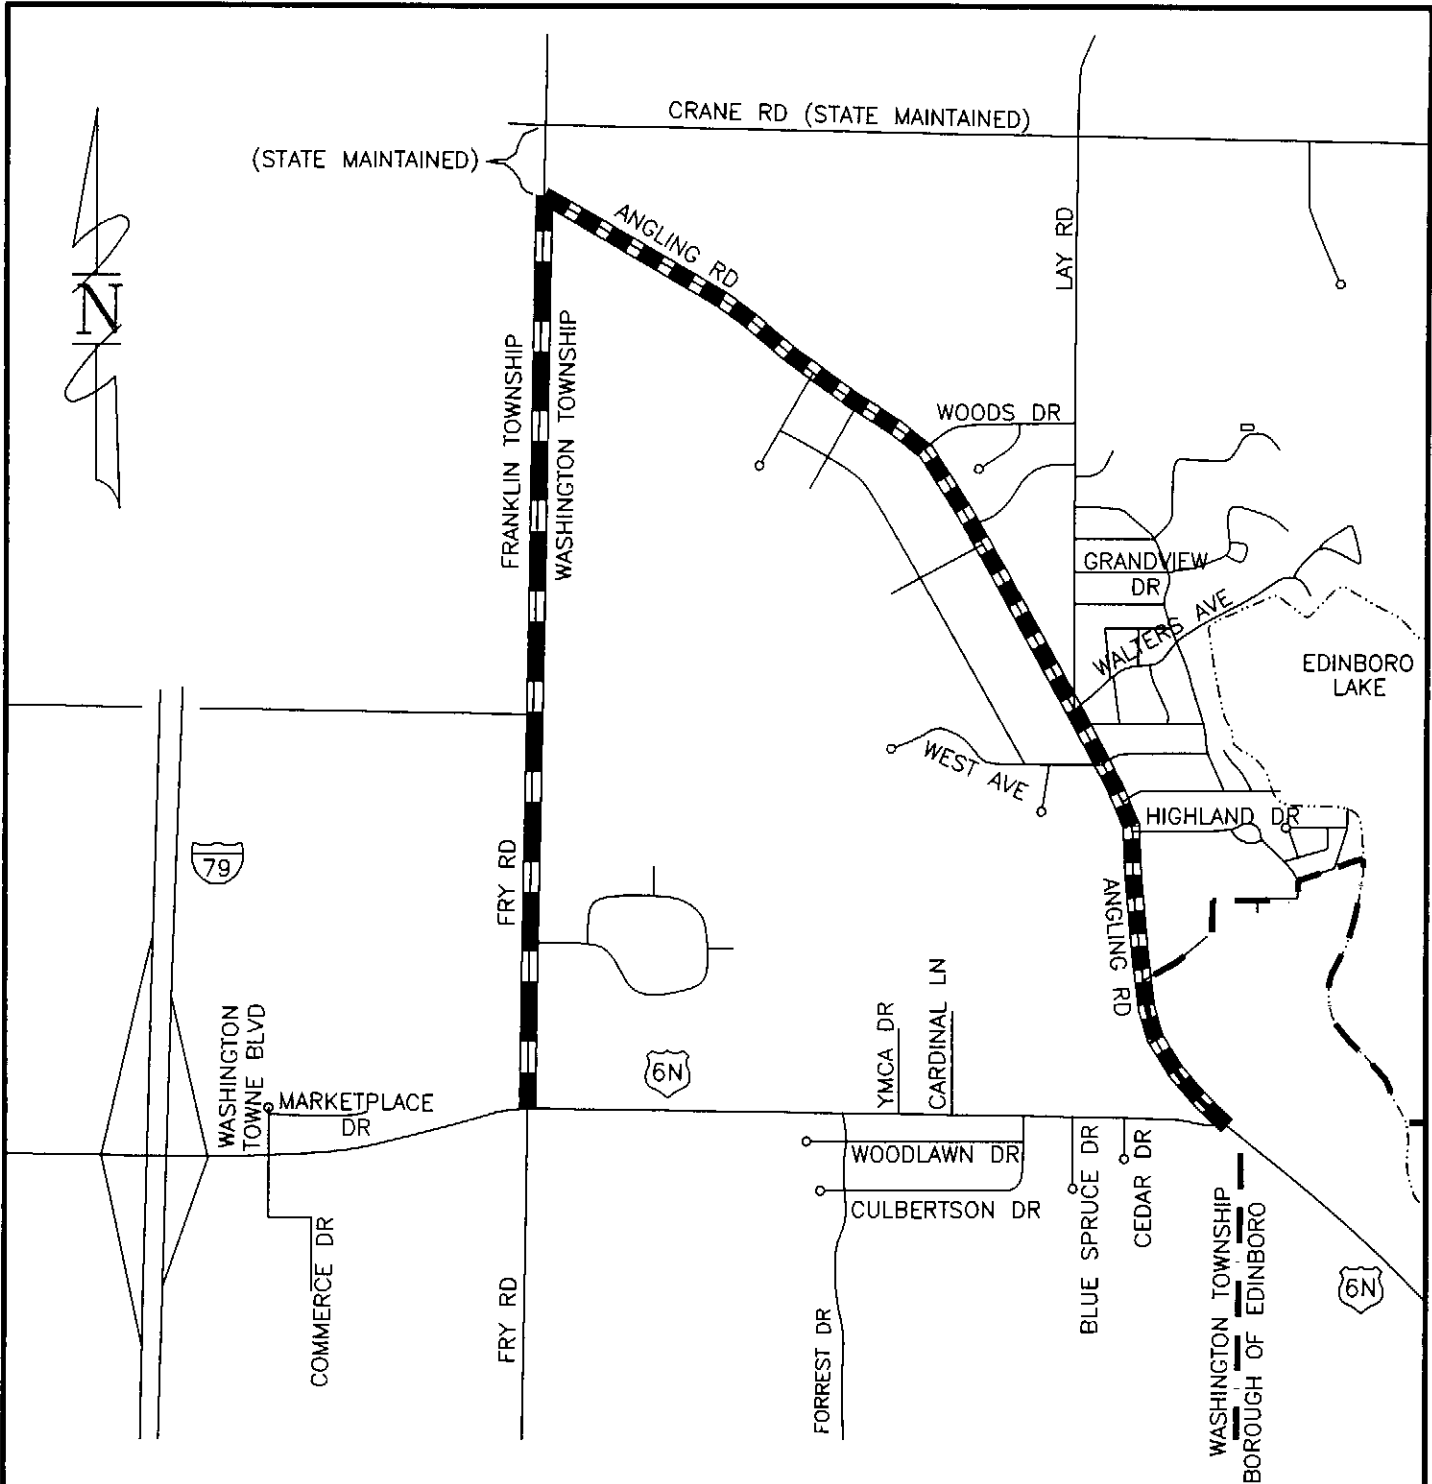 CRANE RD (STATE MAINTAINED)
(STATE MAINTAINED)
ANGLING RD
LAY RD
N
FRANKLIN TOWNSHIP
WASHINGTON TOWNSHIP
WOODS DR
GRANDVIEW
DR
WALTERS AVE
EDINBORO
LAKE
WEST AVE
HIGHLAND DR
79
FRY RD
ANGLING RD
WASHINGTON
TOWNE BLVD
MARKETPLACE
DR
6N
YMCA DR
CARDINAL LN
WOODLAWN DR
CULBERTSON DR
BLUE SPRUCE DR
CEDAR DR
COMMERCE DR
FRY RD
FORREST DR
WASHINGTON TOWNSHIP
BOROUGH OF EDINBORO
6N